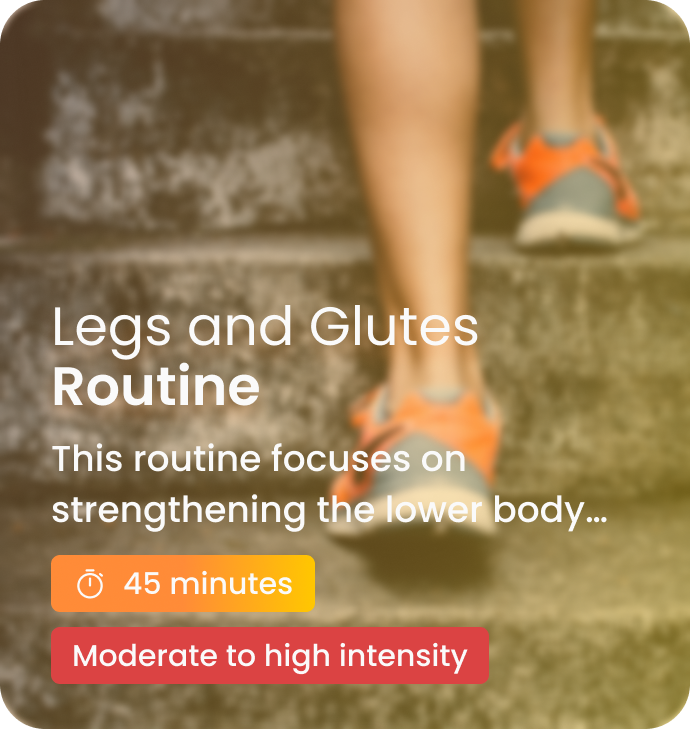 Legs and Glutes
Routine
This routine focuses on
strengthening the lower body...
45 minutes
Moderate to high intensity